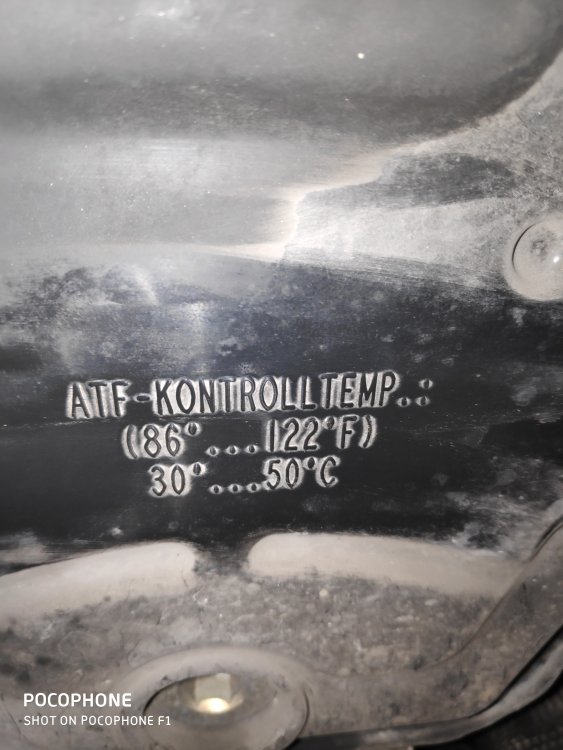 ATF-KONTROLLTEMP.:
(86°....122°F)
30°....50°C
POCOPHONE
SHOT ON POCOPHONE F1